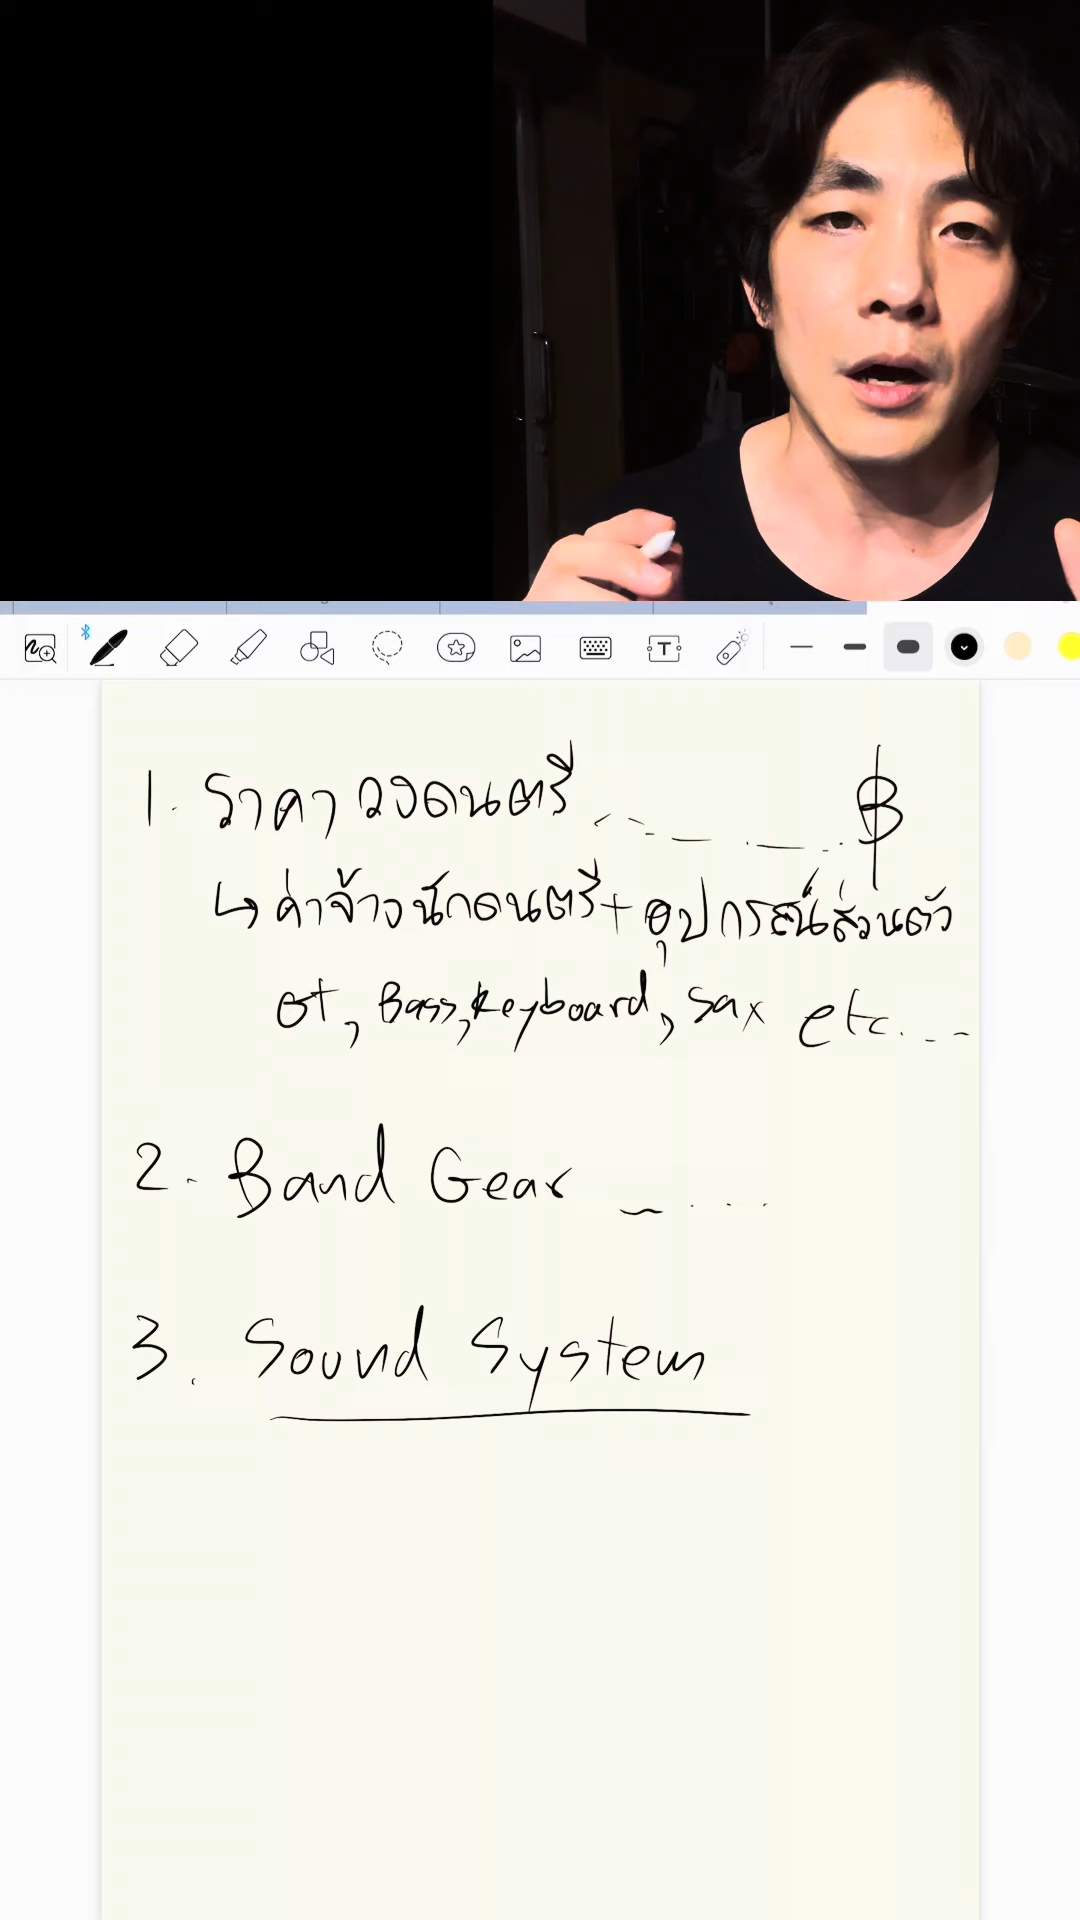 1. ราคา วงดนตรี ........ ฿
↳ ค่าจ้างนักดนตรี + อุปกรณ์ส่วนตัว
Gt, Bass, Keyboard, Sax etc...
2. Band Gear ....
3. Sound System